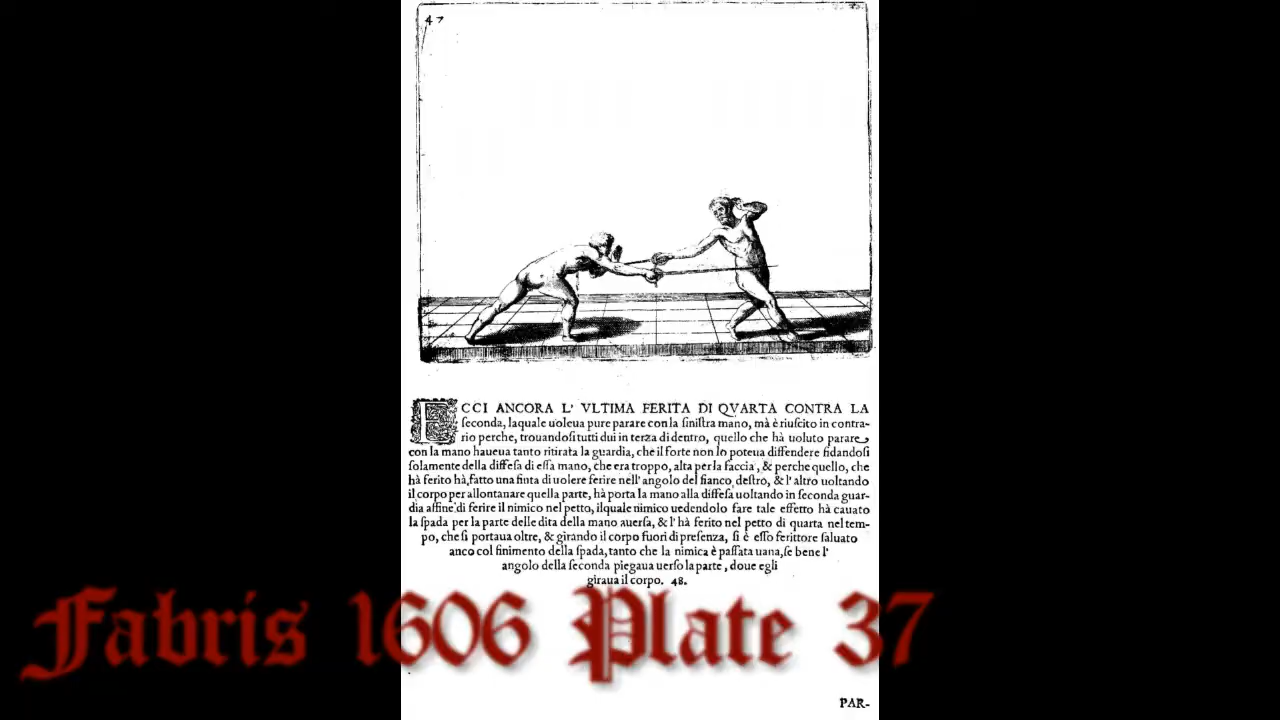 47
ECCI ANCORA L' VLTIMA FERITA DI QVARTA CONTRA LA
ſeconda, laquale uoleua pure parare con la ſiniſtra mano, mà è riuſcito in contra-
rio perche, trouandoſi tutti dui in terza di dentro, quello che hà uoluto parare
con la mano haueua tanto ritirata la guardia, che il forte non lo poteua diffendere fidandoſi
ſolamente della diffeſa di eſſa mano, che era troppo, alta per la faccia, & perche quello, che
hà ferito hà,fatto una finta di uolere ferire nell' angolo del fianco deſtro, & l' altro uoltando
il corpo per allontanare quella parte, hà porta la mano alla diffeſa uoltando in ſeconda guar-
dia affine di ferire il nimico nel petto, ilquale nimico uedendolo fare tale effetto hà cauato
la ſpada per la parte delle dita della mano auerſa, & l' hà ferito nel petto di quarta nel tem-
po, che ſi portaua oltre, & girando il corpo fuori di preſenza, ſi è eſſo ferittore ſaluato
anco col finimento della ſpada, tanto che la nimica è paſſata uana, ſe bene l'
angolo della ſeconda piegaua uerſo la parte, doue egli
giraua il corpo. 48.
Fabris 1606 Plate 37
PAR-